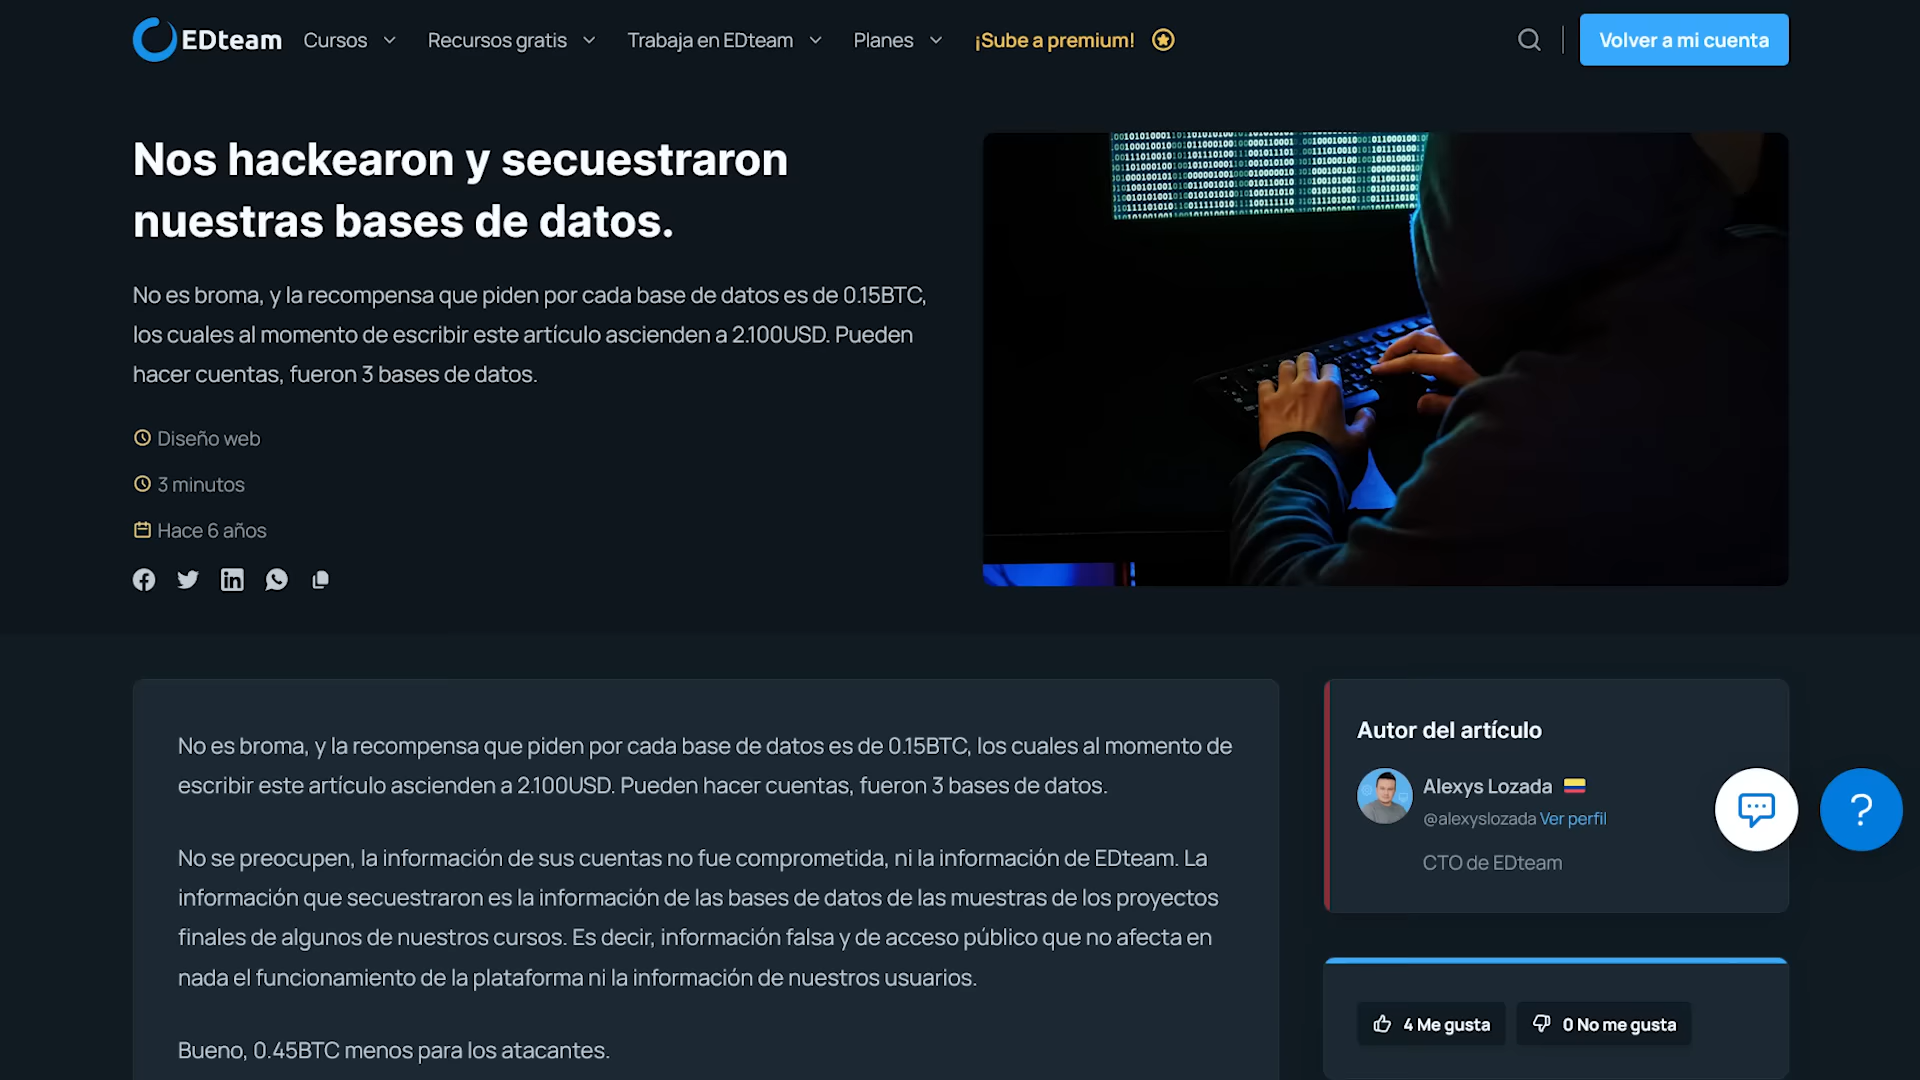 EDteam
Cursos
Recursos gratis
Trabaja en EDteam
Planes
¡Sube a premium!
Volver a mi cuenta
Nos hackearon y secuestraron
nuestras bases de datos.
No es broma, y la recompensa que piden por cada base de datos es de 0.15BTC,
los cuales al momento de escribir este artículo ascienden a 2.100USD. Pueden
hacer cuentas, fueron 3 bases de datos.
Diseño web
3 minutos
Hace 6 años
No es broma, y la recompensa que piden por cada base de datos es de 0.15BTC, los cuales al momento de
escribir este artículo ascienden a 2.100USD. Pueden hacer cuentas, fueron 3 bases de datos.
No se preocupen, la información de sus cuentas no fue comprometida, ni la información de EDteam. La
información que secuestraron es la información de las bases de datos de las muestras de los proyectos
finales de algunos de nuestros cursos. Es decir, información falsa y de acceso público que no afecta en
nada el funcionamiento de la plataforma ni la información de nuestros usuarios.
Bueno, 0.45BTC menos para los atacantes.
Autor del artículo
Alexys Lozada
@alexyslozada Ver perfil
CTO de EDteam
?
4 Me gusta
0 No me gusta